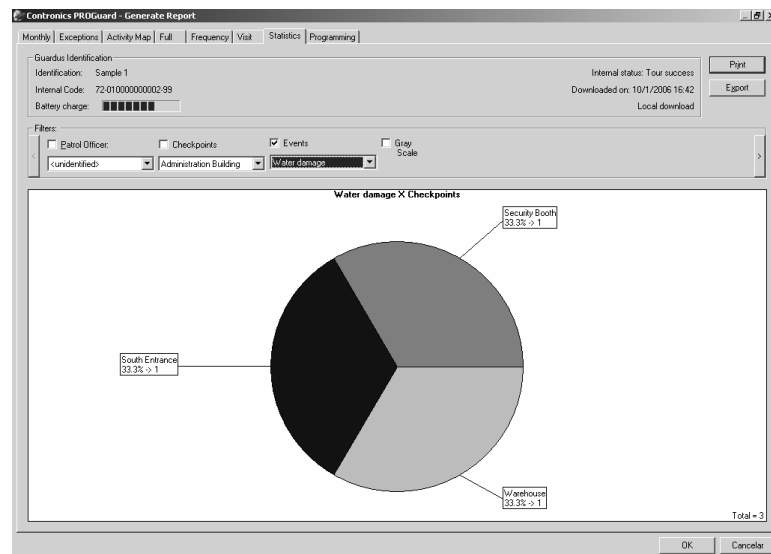 Contronics PROGuard - Generate Report
Monthly Exceptions Activity Map Full Frequency Visit Statistics Programming
Guardus Identification
Identification: Sample 1 Internal status: Tour success
Internal Code: 72-010000000002-99 Downloaded on: 10/1/2006 16:42
Battery charge: Local download
Print
Export
Filters:
Patrol Officer: Checkpoints Events Gray Scale
<unidentified> Administration Building Water damage
Water damage X Checkpoints
Security Booth
33.3% -> 1
South Entrance
33.3% -> 1
Warehouse
33.3% -> 1
Total = 3
OK Cancelar